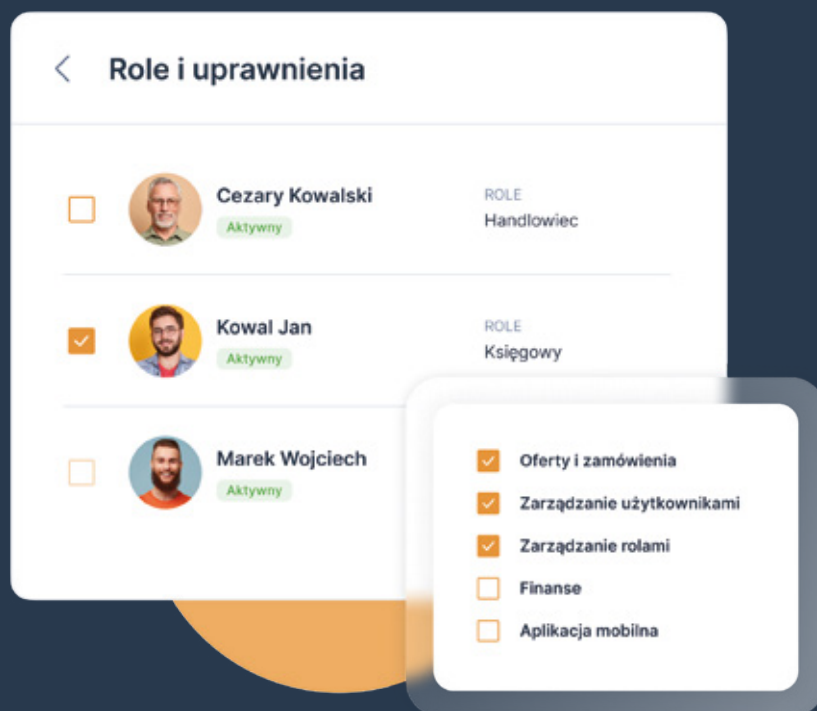 Role i uprawnienia
Cezary Kowalski
Aktywny
ROLE
Handlowiec
Kowal Jan
Aktywny
ROLE
Księgowy
Marek Wojciech
Aktywny
Oferty i zamówienia
Zarządzanie użytkownikami
Zarządzanie rolami
Finanse
Aplikacja mobilna